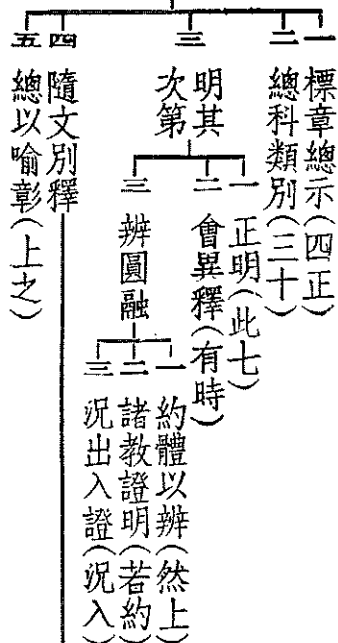 一 標章總示(四正)
二 總科類別(三十)
三 明其次第
一 正明(此七)
二 會異釋(有時)
三 辨圓融
一 約體以辨(然上)
二 諸教證明(若約)
三 況出入證(況入)
四 隨文別釋
五 總以喻彰(上之)